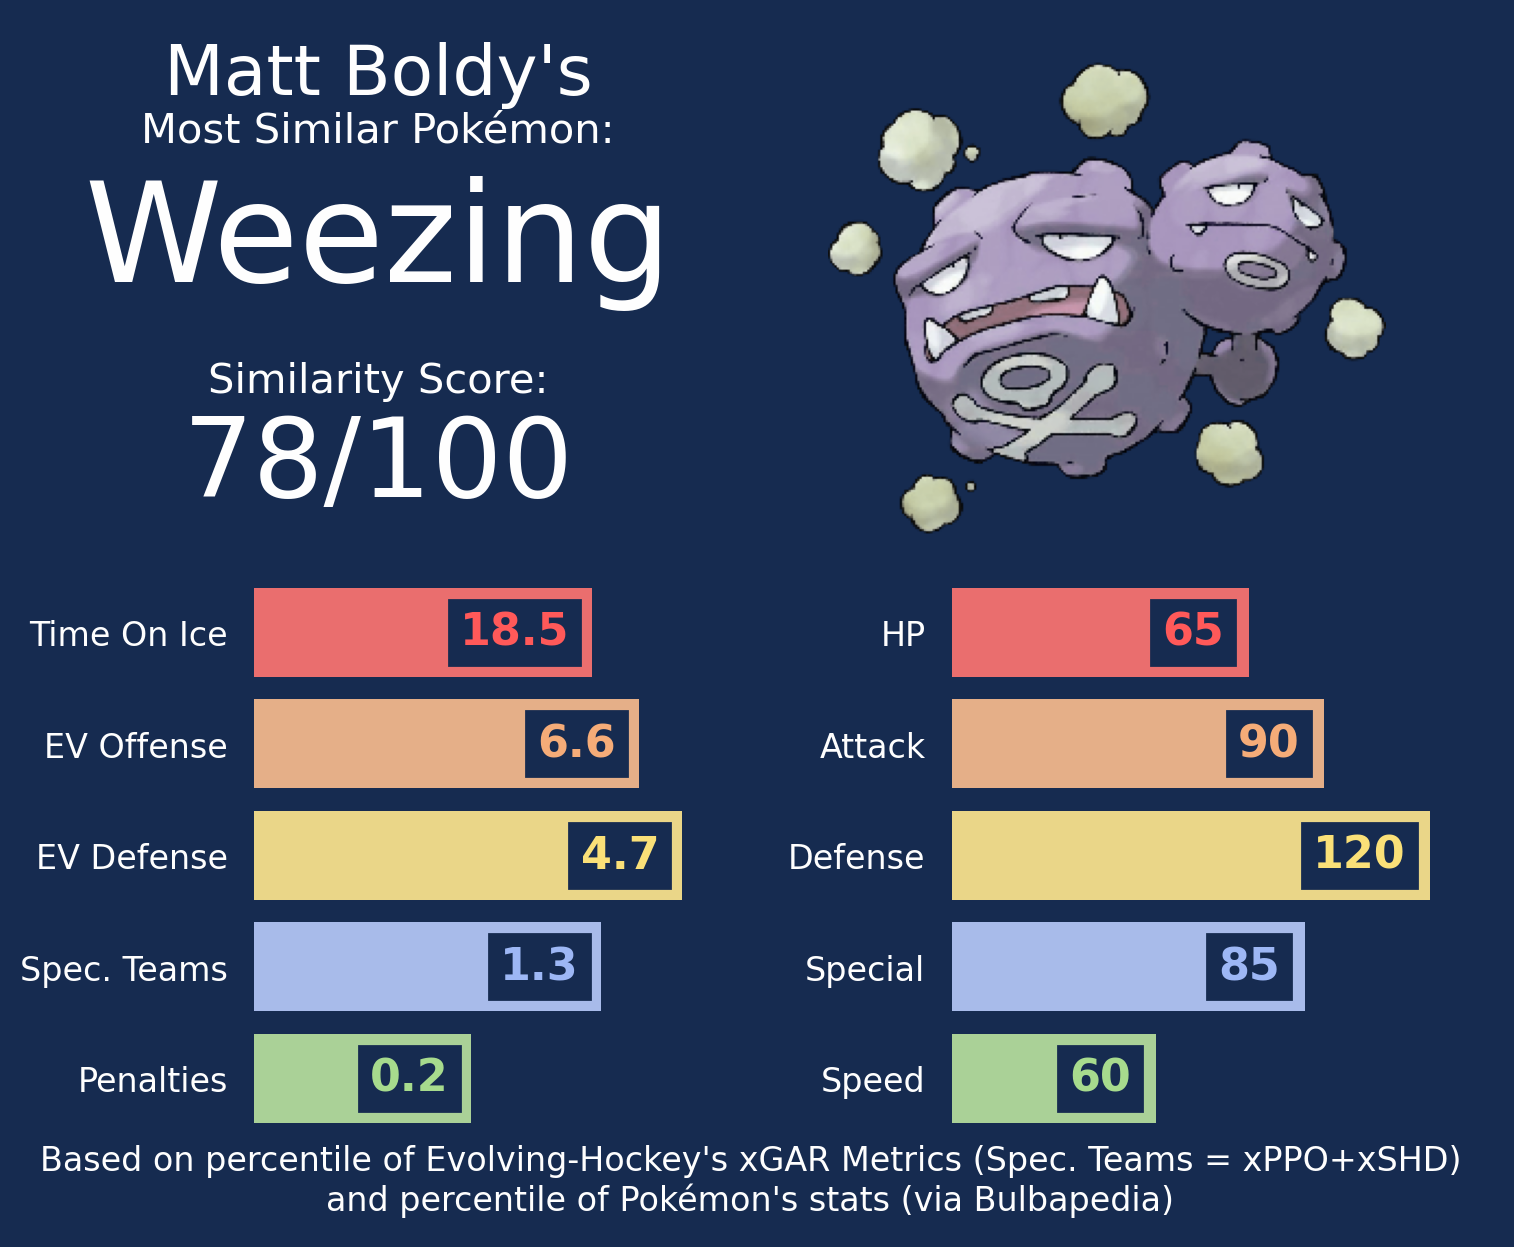 Matt Boldy's
Most Similar Pokémon:
Weezing
Similarity Score:
78/100
Time On Ice 18.5
EV Offense 6.6
EV Defense 4.7
Spec. Teams 1.3
Penalties 0.2
HP 65
Attack 90
Defense 120
Special 85
Speed 60
Based on percentile of Evolving-Hockey's xGAR Metrics (Spec. Teams = xPPO+xSHD)
and percentile of Pokémon's stats (via Bulbapedia)